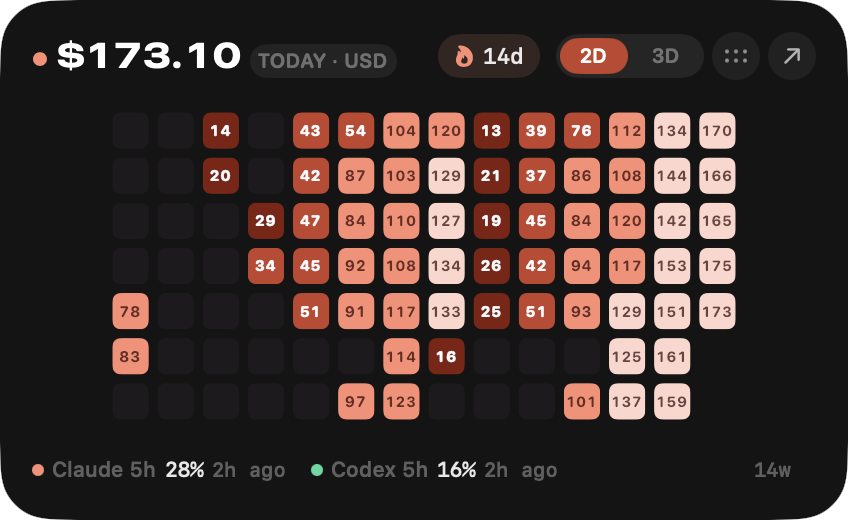 $173.10 TODAY · USD 14d 2D 3D
14 43 54 104 120 13 39 76 112 134 170
20 42 87 103 129 21 37 86 108 144 166
29 47 84 110 127 19 45 84 120 142 165
34 45 92 108 134 26 42 94 117 153 175
78 51 91 117 133 25 51 93 129 151 173
83 114 16 125 161
97 123 101 137 159
Claude 5h 28% 2h ago Codex 5h 16% 2h ago 14w